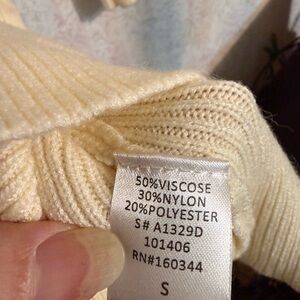 50%VISCOSE
30%NYLON
20%POLYESTER
S# A1329D
101406
RN#160344
S